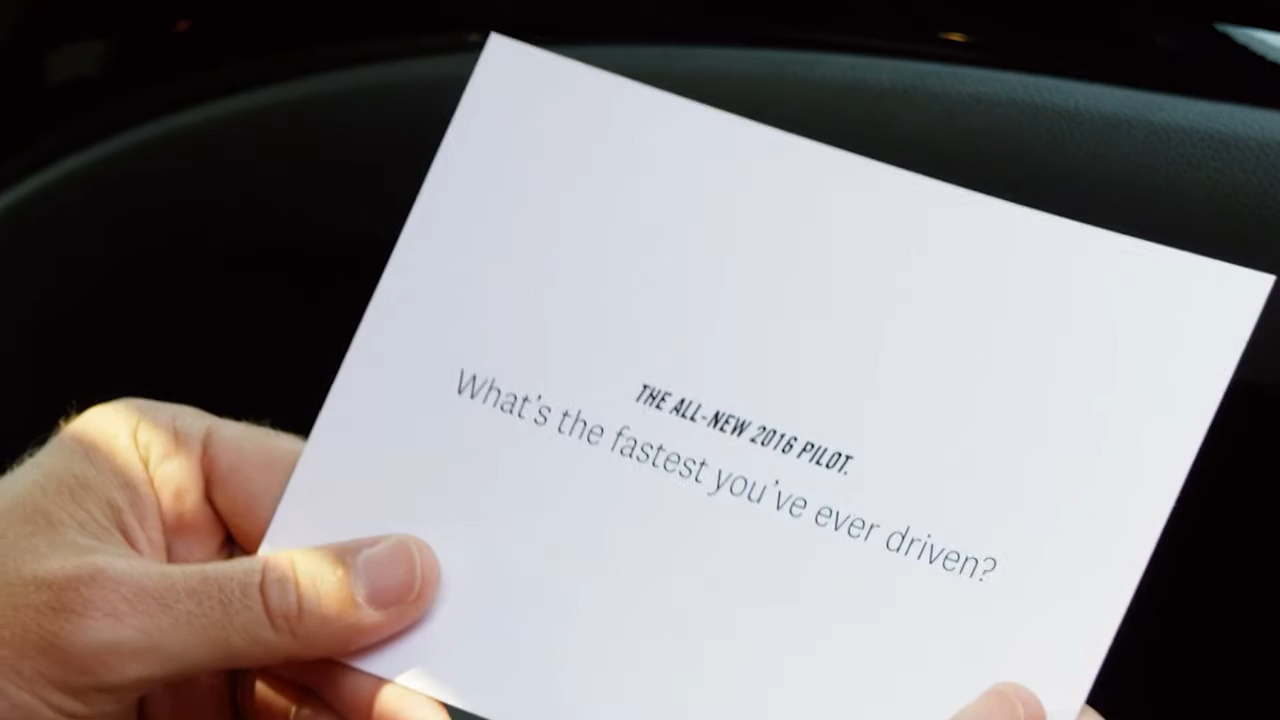 THE ALL-NEW 2016 PILOT.
What's the fastest you've ever driven?